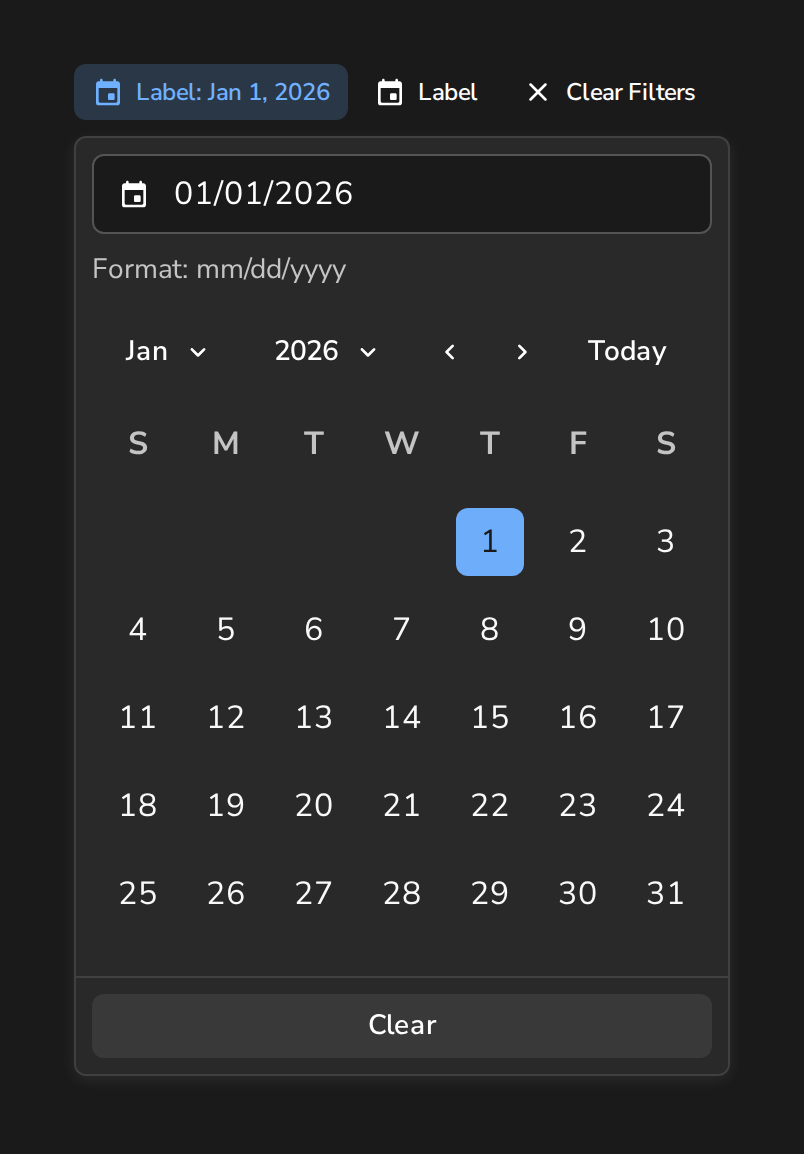 Label: Jan 1, 2026 Label Clear Filters
01/01/2026
Format: mm/dd/yyyy
Jan 2026 Today
S M T W T F S
1 2 3
4 5 6 7 8 9 10
11 12 13 14 15 16 17
18 19 20 21 22 23 24
25 26 27 28 29 30 31
Clear